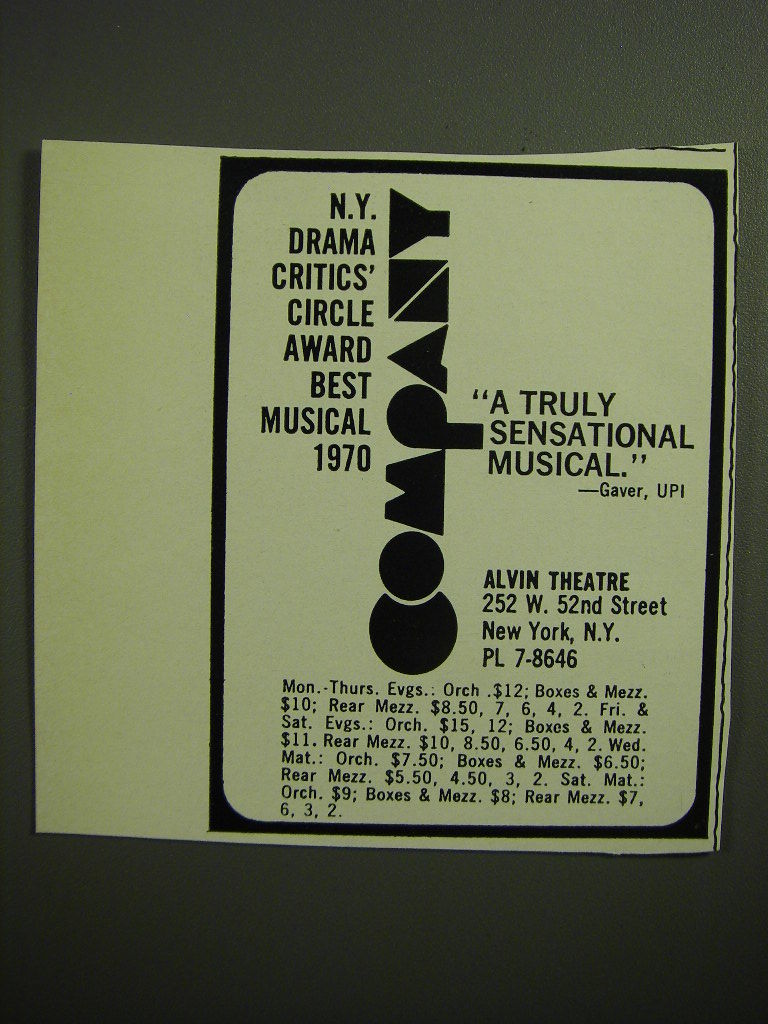 N.Y.
DRAMA
CRITICS'
CIRCLE
AWARD
BEST
MUSICAL
1970
COMPANY
"A TRULY
SENSATIONAL
MUSICAL."
—Gaver, UPI
ALVIN THEATRE
252 W. 52nd Street
New York, N.Y.
PL 7-8646
Mon.-Thurs. Evgs.: Orch .$12; Boxes & Mezz.
$10; Rear Mezz. $8.50, 7, 6, 4, 2. Fri. &
Sat. Evgs.: Orch. $15, 12; Boxes & Mezz.
$11. Rear Mezz. $10, 8.50, 6.50, 4, 2. Wed.
Mat.: Orch. $7.50; Boxes & Mezz. $6.50;
Rear Mezz. $5.50, 4.50, 3, 2. Sat. Mat.:
Orch. $9; Boxes & Mezz. $8; Rear Mezz. $7,
6, 3, 2.